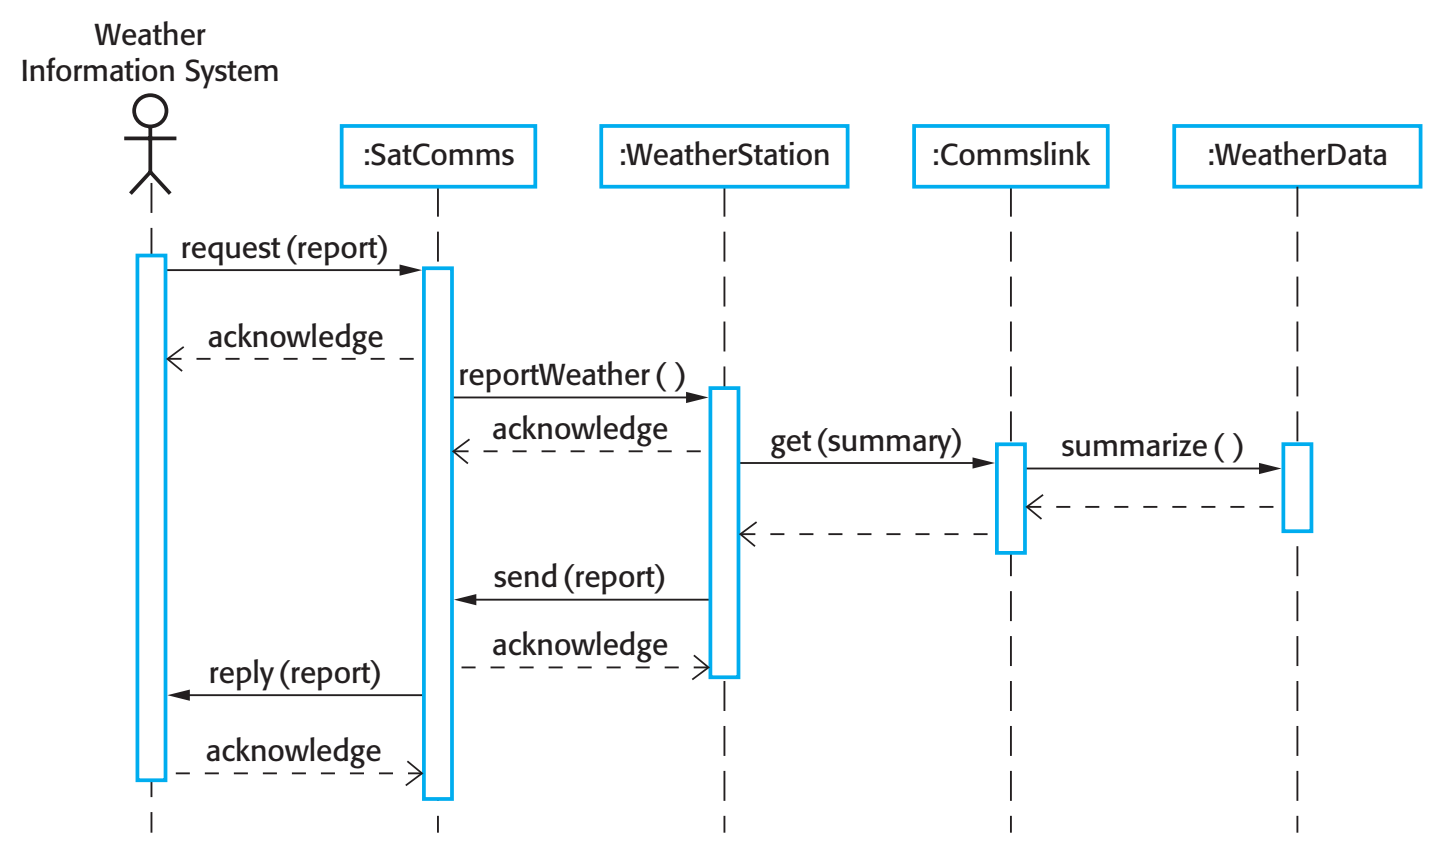 Weather
Information System
:SatComms
:WeatherStation
:Commslink
:WeatherData
request (report)
acknowledge
reportWeather ( )
acknowledge
get (summary)
summarize ( )
send (report)
acknowledge
reply (report)
acknowledge